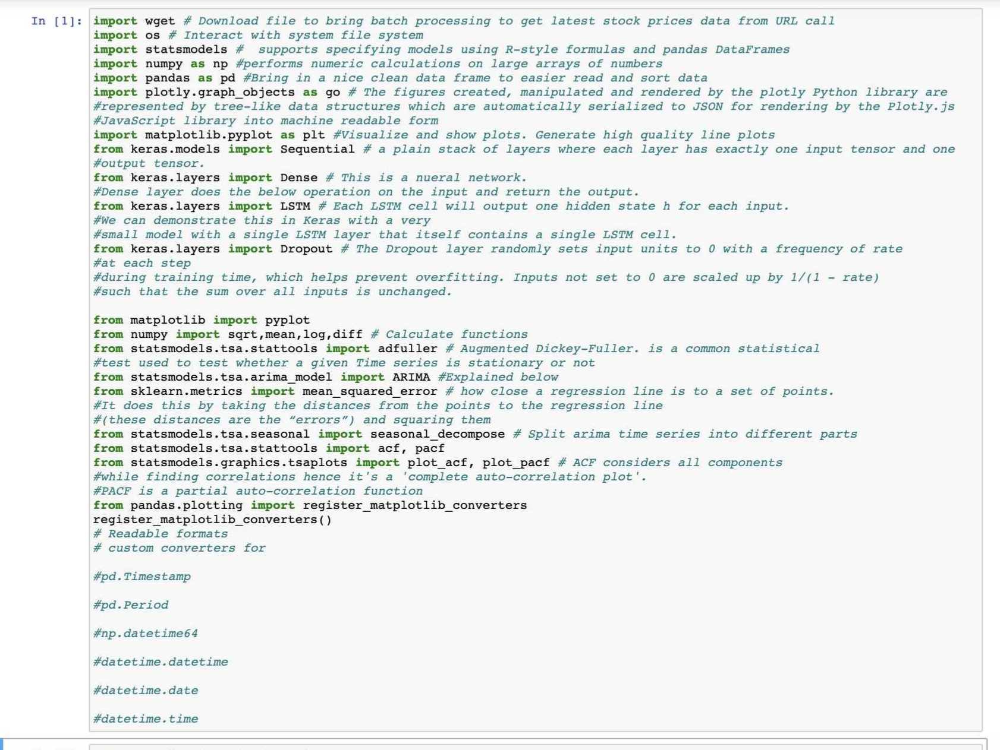 In [1]: import wget # Download file to bring batch processing to get latest stock prices data from URL call
import os # Interact with system file system
import statsmodels #  supports specifying models using R-style formulas and pandas DataFrames
import numpy as np #performs numeric calculations on large arrays of numbers
import pandas as pd #Bring in a nice clean data frame to easier read and sort data
import plotly.graph_objects as go # The figures created, manipulated and rendered by the plotly Python library are
#represented by tree-like data structures which are automatically serialized to JSON for rendering by the Plotly.js
#JavaScript library into machine readable form
import matplotlib.pyplot as plt #Visualize and show plots. Generate high quality line plots
from keras.models import Sequential # a plain stack of layers where each layer has exactly one input tensor and one
#output tensor.
from keras.layers import Dense # This is a nueral network.
#Dense layer does the below operation on the input and return the output.
from keras.layers import LSTM # Each LSTM cell will output one hidden state h for each input.
#We can demonstrate this in Keras with a very
#small model with a single LSTM layer that itself contains a single LSTM cell.
from keras.layers import Dropout # The Dropout layer randomly sets input units to 0 with a frequency of rate
#at each step
#during training time, which helps prevent overfitting. Inputs not set to 0 are scaled up by 1/(1 - rate)
#such that the sum over all inputs is unchanged.
from matplotlib import pyplot
from numpy import sqrt,mean,log,diff # Calculate functions
from statsmodels.tsa.stattools import adfuller # Augmented Dickey-Fuller. is a common statistical
#test used to test whether a given Time series is stationary or not
from statsmodels.tsa.arima_model import ARIMA #Explained below
from sklearn.metrics import mean_squared_error # how close a regression line is to a set of points.
#It does this by taking the distances from the points to the regression line
#(these distances are the “errors”) and squaring them
from statsmodels.tsa.seasonal import seasonal_decompose # Split arima time series into different parts
from statsmodels.tsa.stattools import acf, pacf
from statsmodels.graphics.tsaplots import plot_acf, plot_pacf # ACF considers all components
#while finding correlations hence it's a 'complete auto-correlation plot'.
#PACF is a partial auto-correlation function
from pandas.plotting import register_matplotlib_converters
register_matplotlib_converters()
# Readable formats
# custom converters for
#pd.Timestamp
#pd.Period
#np.datetime64
#datetime.datetime
#datetime.date
#datetime.time